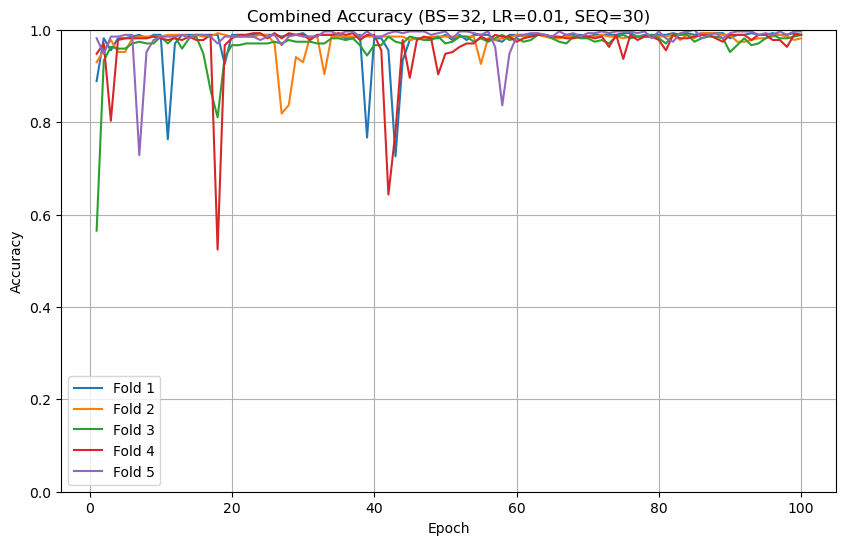 Combined Accuracy (BS=32, LR=0.01, SEQ=30)
1.0
0.8
0.6
0.4
0.2
0.0
Accuracy
Fold 1
Fold 2
Fold 3
Fold 4
Fold 5
0 20 40 60 80 100
Epoch